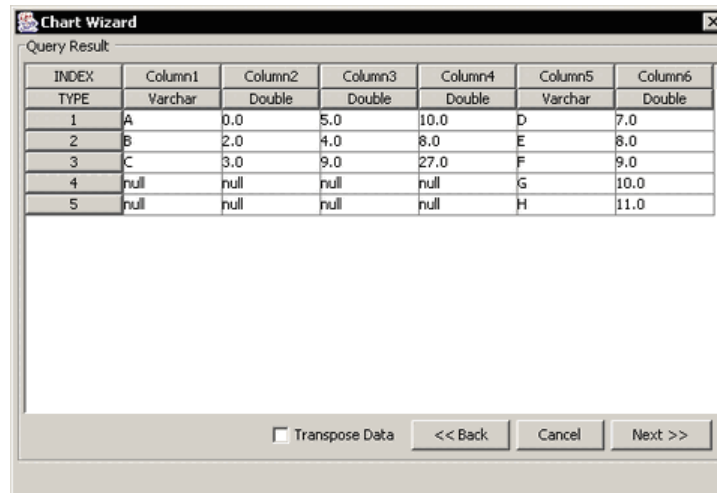 Chart Wizard
Query Result
INDEX Column1 Column2 Column3 Column4 Column5 Column6
TYPE Varchar Double Double Double Varchar Double
1 A 0.0 5.0 10.0 D 7.0
2 B 2.0 4.0 8.0 E 8.0
3 C 3.0 9.0 27.0 F 9.0
4 null null null null G 10.0
5 null null null null H 11.0
Transpose Data << Back Cancel Next >>